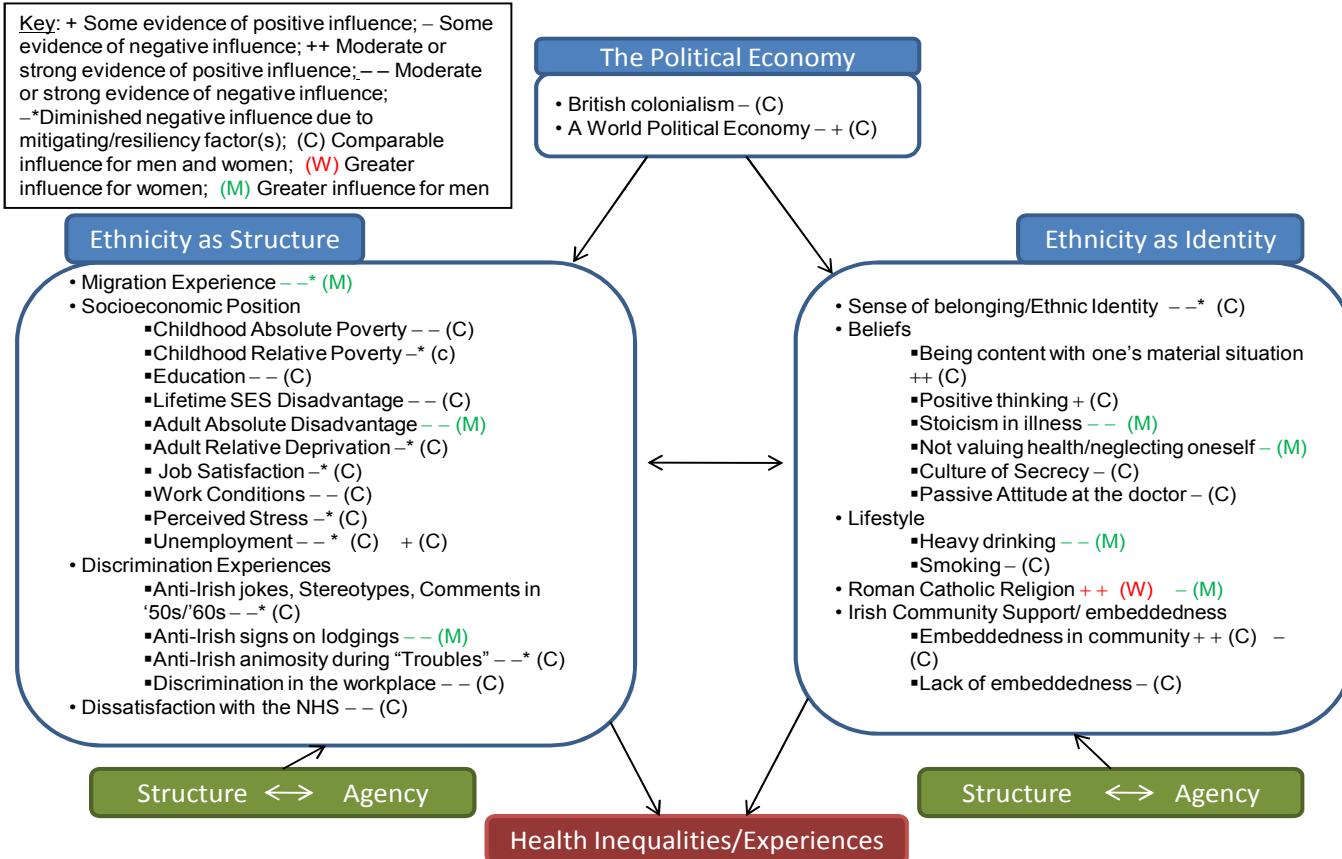 Key: + Some evidence of positive influence; – Some
evidence of negative influence; ++ Moderate or
strong evidence of positive influence; – – Moderate
or strong evidence of negative influence;
–*Diminished negative influence due to
mitigating/resiliency factor(s); (C) Comparable
influence for men and women; (W) Greater
influence for women; (M) Greater influence for men
The Political Economy
• British colonialism – (C)
• A World Political Economy – + (C)
Ethnicity as Structure
• Migration Experience – –* (M)
• Socioeconomic Position
▪Childhood Absolute Poverty – – (C)
▪Childhood Relative Poverty –* (c)
▪Education – – (C)
▪Lifetime SES Disadvantage – – (C)
▪Adult Absolute Disadvantage – – (M)
▪Adult Relative Deprivation –* (C)
▪ Job Satisfaction –* (C)
▪Work Conditions – – (C)
▪Perceived Stress –* (C)
▪Unemployment – – * (C) + (C)
• Discrimination Experiences
▪Anti-Irish jokes, Stereotypes, Comments in
‘50s/’60s – –* (C)
▪Anti-Irish signs on lodgings – – (M)
▪Anti-Irish animosity during “Troubles” – –* (C)
▪Discrimination in the workplace – – (C)
• Dissatisfaction with the NHS – – (C)
Ethnicity as Identity
• Sense of belonging/Ethnic Identity – –* (C)
• Beliefs
▪Being content with one’s material situation
++ (C)
▪Positive thinking + (C)
▪Stoicism in illness – – (M)
▪Not valuing health/neglecting oneself – (M)
▪Culture of Secrecy – (C)
▪Passive Attitude at the doctor – (C)
• Lifestyle
▪Heavy drinking – – (M)
▪Smoking – (C)
• Roman Catholic Religion + + (W) – (M)
• Irish Community Support/ embeddedness
▪Embeddedness in community + + (C) –
(C)
▪Lack of embeddedness – (C)
Structure ↔ Agency
Structure ↔ Agency
Health Inequalities/Experiences